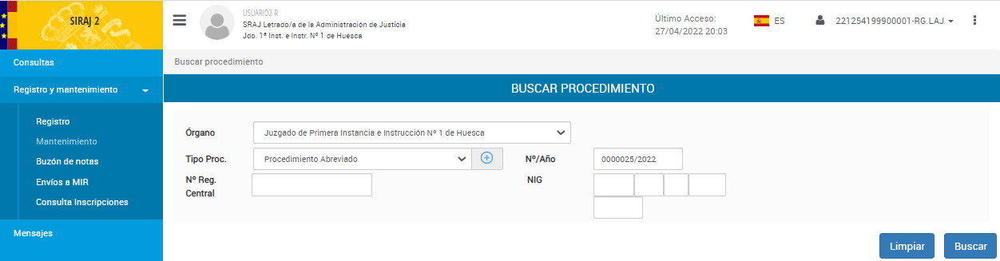 SIRAJ 2
USUARIO2 R
SRAJ Letrado/a de la Administración de Justicia
Jdo. 1ª Inst. e Instr. Nº 1 de Huesca
Último Acceso:
27/04/2022 20:03
ES
221254199900001-RG.LAJ
Consultas
Registro y mantenimiento
Registro
Mantenimiento
Buzón de notas
Envíos a MIR
Consulta Inscripciones
Mensajes
Buscar procedimiento
BUSCAR PROCEDIMIENTO
Órgano
Juzgado de Primera Instancia e Instrucción Nº 1 de Huesca
Tipo Proc.
Procedimiento Abreviado
Nº/Año
0000025/2022
Nº Reg.
Central
NIG
Limpiar
Buscar